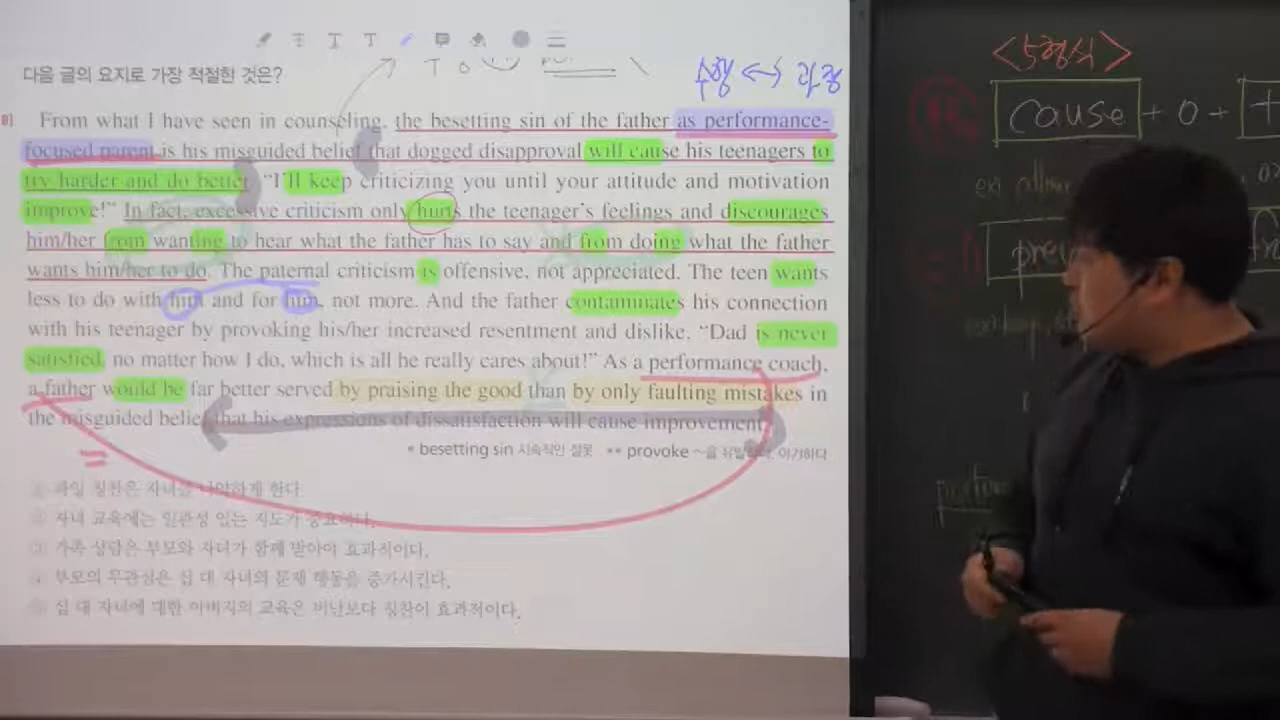 다음 글의 요지로 가장 적절한 것은?
수행 ↔ 과정
From what I have seen in counseling, the besetting sin of the father as performance-
focused parent is his misguided belief that dogged disapproval will cause his teenagers to
try harder and do better. “I’ll keep criticizing you until your attitude and motivation
improve!” In fact, excessive criticism only hurts the teenager’s feelings and discourages
him/her from wanting to hear what the father has to say and from doing what the father
wants him/her to do. The paternal criticism is offensive, not appreciated. The teen wants
less to do with him and for him, not more. And the father contaminates his connection
with his teenager by provoking his/her increased resentment and dislike. “Dad is never
satisfied, no matter how I do, which is all he really cares about!” As a performance coach,
a father would be far better served by praising the good than by only faulting mistakes in
the misguided belief that his expressions of dissatisfaction will cause improvement.
* besetting sin 시속적인 잘못 ** provoke ~을 유발하다, 야기하다
① 과잉 칭찬은 자녀를 나약하게 한다.
② 자녀 교육에는 일관성 있는 지도가 중요하다.
③ 가족 상담은 부모와 자녀가 함께 받아야 효과적이다.
④ 부모의 무관심은 십 대 자녀의 문제 행동을 증가시킨다.
⑤ 십 대 자녀에 대한 아버지의 교육은 비난보다 칭찬이 효과적이다.
<5형식>
cause + o + t
ex) allow
prev